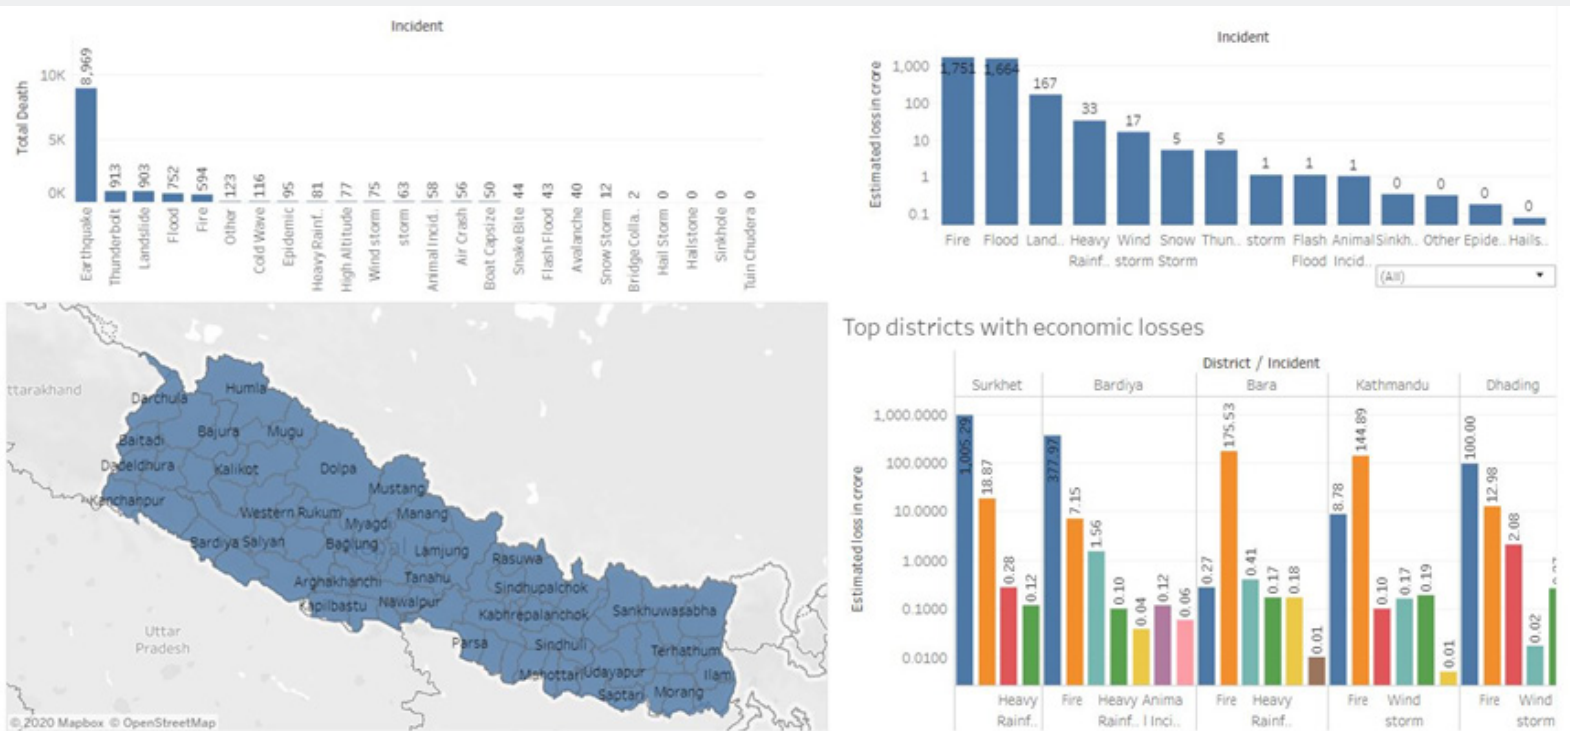 Incident
Total Death
10K
5K
0K
8,969
913
903
752
594
123
116
95
81
77
75
63
58
56
50
44
43
40
12
2
0
0
0
0
Earthquake
Thunderbolt
Landslide
Flood
Fire
Other
Cold Wave
Epidemic
Heavy Rainf..
High Altitude
Wind storm
storm
Animal Incid..
Air Crash
Boat Capsize
Snake Bite
Flash Flood
Avalanche
Snow Storm
Bridge Colla..
Hail Storm
Hailstone
Sinkhole
Tuin Chudera
Incident
Estimated loss in crore
1,000
100
10
1
0.1
1,751
1,664
167
33
17
5
5
1
1
1
0
0
0
0
Fire Flood Land.. Heavy Wind Snow Thun.. storm Flash Animal Sinkh.. Other Epide.. Hails..
Rainf.. storm Storm Flood Incid..
(All)
ttarakhand
Humla
Darchula
Bajura
Mugu
Baitadi
Dadeldhura
Kalikot
Dolpa
Mustang
Kanchanpur
Western Rukum
Manang
Myagdi
Bardiya
Salyan
Baglung
Lamjung
Rasuwa
Arghakhanchi
Tanahu
Sindhupalchok
Kapilbastu
Nawalpur
Kabhrepalanchok
Sankhuwasabha
Parsa
Sindhuli
Terhathum
Mahottari
Udayapur
Ilam
Saptari
Morang
Uttar
Pradesh
© 2020 Mapbox © OpenStreetMap
Top districts with economic losses
District / Incident
Surkhet
Bardiya
Bara
Kathmandu
Dhading
Estimated loss in crore
1,000.0000
100.0000
10.0000
1.0000
0.1000
0.0100
1,005.29
18.87
0.28
0.12
377.97
7.15
1.56
0.10
0.04
0.12
0.06
0.27
175.53
0.41
0.17
0.18
0.01
8.78
144.89
0.10
0.17
0.19
0.01
100.00
12.98
2.08
0.02
Heavy
Rainf..
Fire
Heavy Anima
Rainf.. l Inci..
Fire
Heavy
Rainf..
Fire
Wind
storm
Fire
Wind
storm